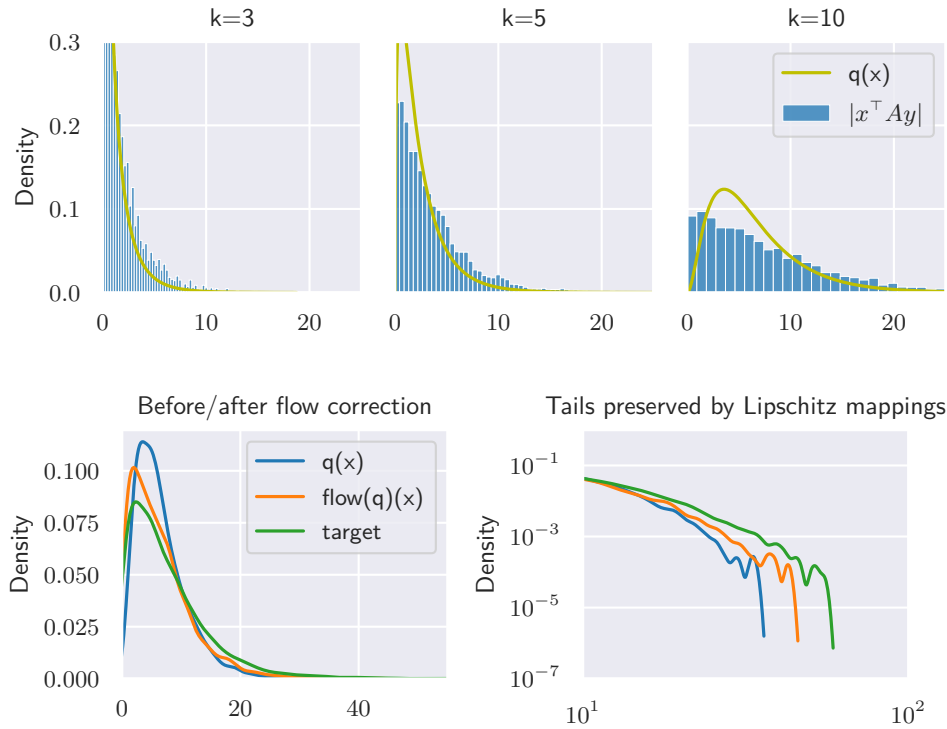 k=3 k=5 k=10
0.3
0.2
0.1
0.0
Density
0 10 20
0 10 20
0 10 20
q(x)
|x⊤Ay|
Before/after flow correction
0.100
0.075
0.050
0.025
0.000
Density
0 20 40
q(x)
flow(q)(x)
target
Tails preserved by Lipschitz mappings
10⁻¹
10⁻³
10⁻⁵
10⁻⁷
Density
10¹ 10²